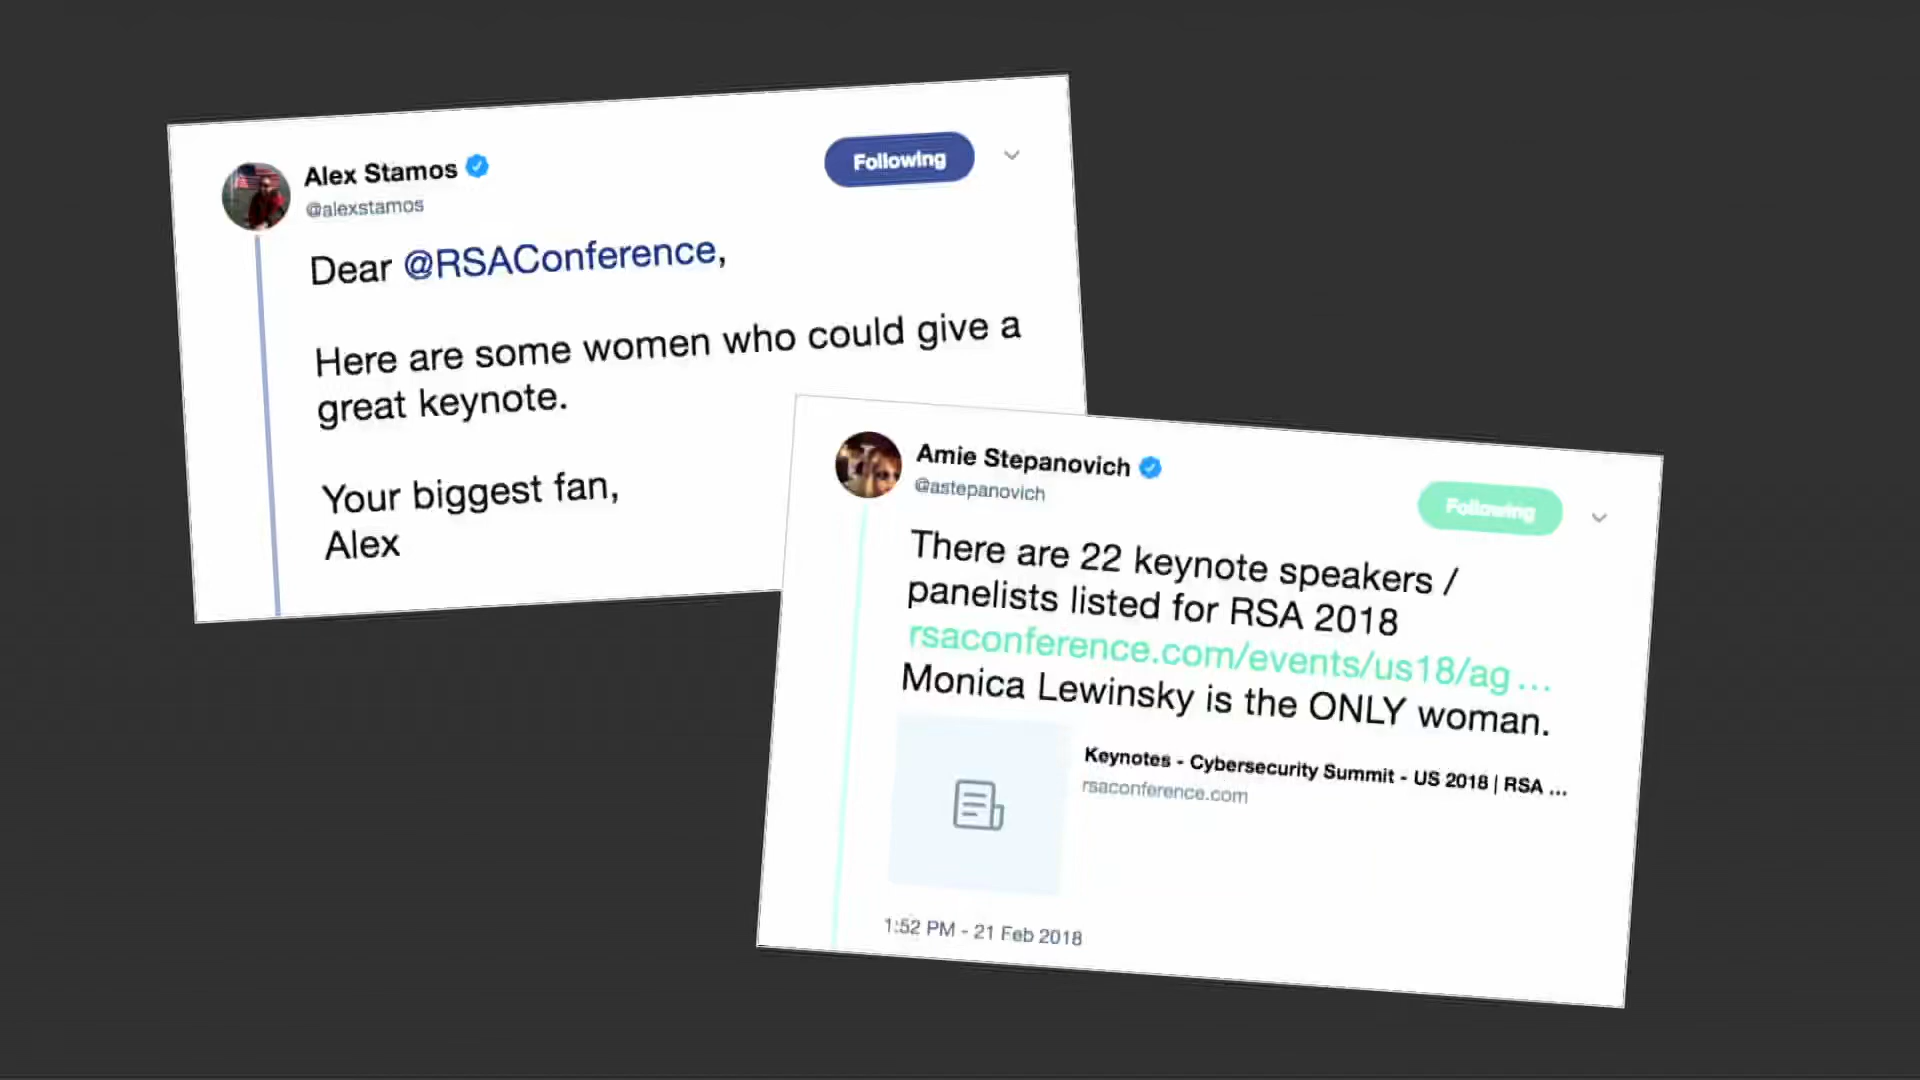 Alex Stamos
@alexstamos
Following
Dear @RSAConference,
Here are some women who could give a
great keynote.
Your biggest fan,
Alex
Amie Stepanovich
@astepanovich
Following
There are 22 keynote speakers /
panelists listed for RSA 2018
rsaconference.com/events/us18/ag…
Monica Lewinsky is the ONLY woman.
Keynotes - Cybersecurity Summit - US 2018 | RSA …
rsaconference.com
1:52 PM - 21 Feb 2018